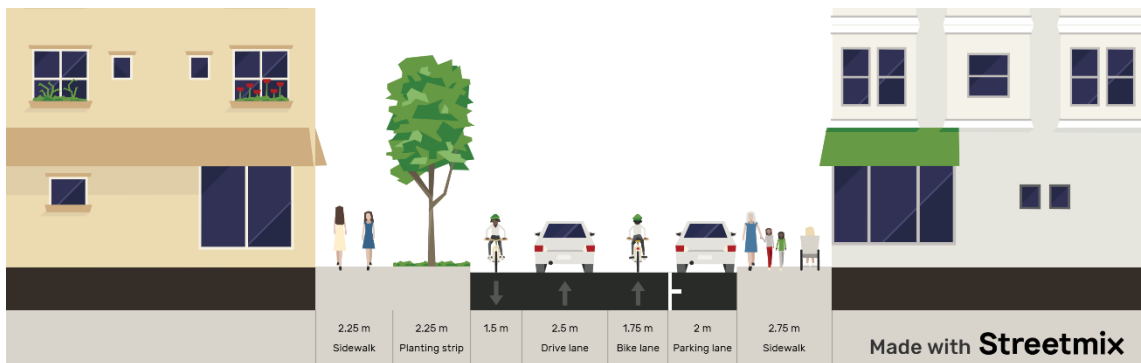 2.25 m
Sidewalk
2.25 m
Planting strip
1.5 m
2.5 m
Drive lane
1.75 m
Bike lane
2 m
Parking lane
2.75 m
Sidewalk
Made with Streetmix